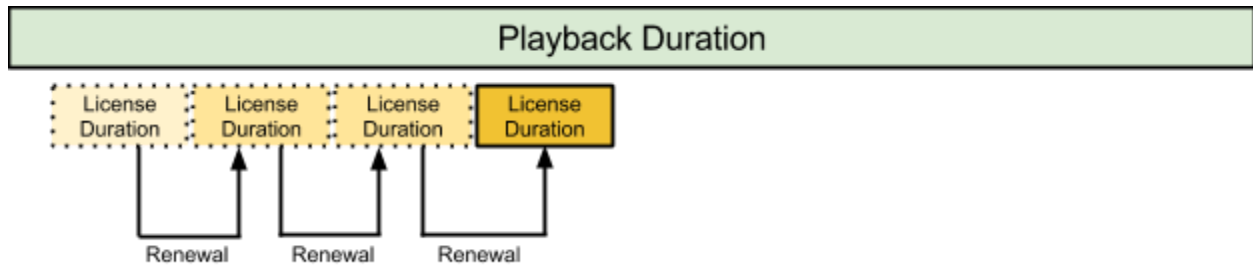 Playback Duration
License
Duration
License
Duration
License
Duration
License
Duration
Renewal
Renewal
Renewal